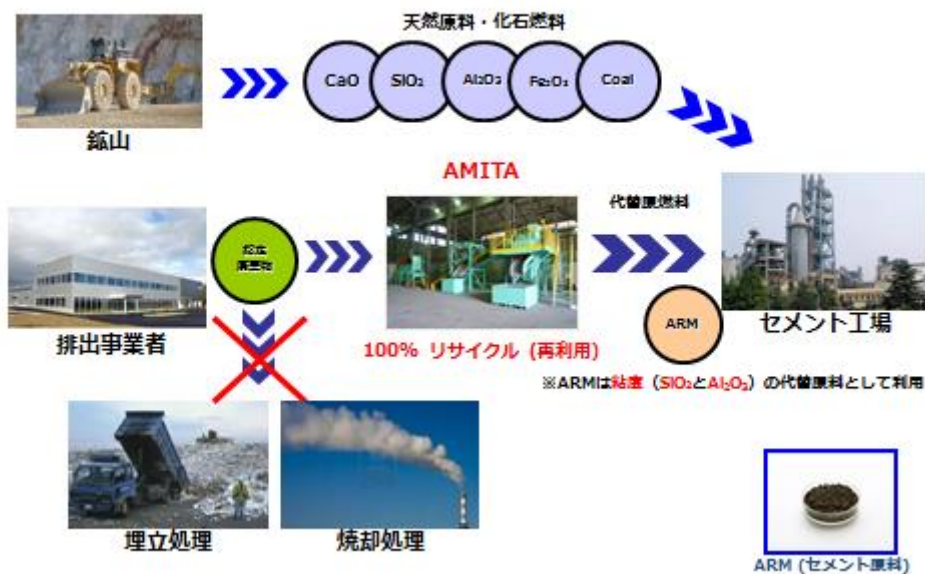 天然原料・化石燃料
CaO
SiO₂
Al₂O₃
Fe₂O₃
Coal
鉱山
AMITA
代替原燃料
排出事業者
100% リサイクル (再利用)
ARM
セメント工場
※ARMは粘度（SiO₂とAl₂O₃）の代替原料として利用
埋立処理
焼却処理
ARM (セメント原料)